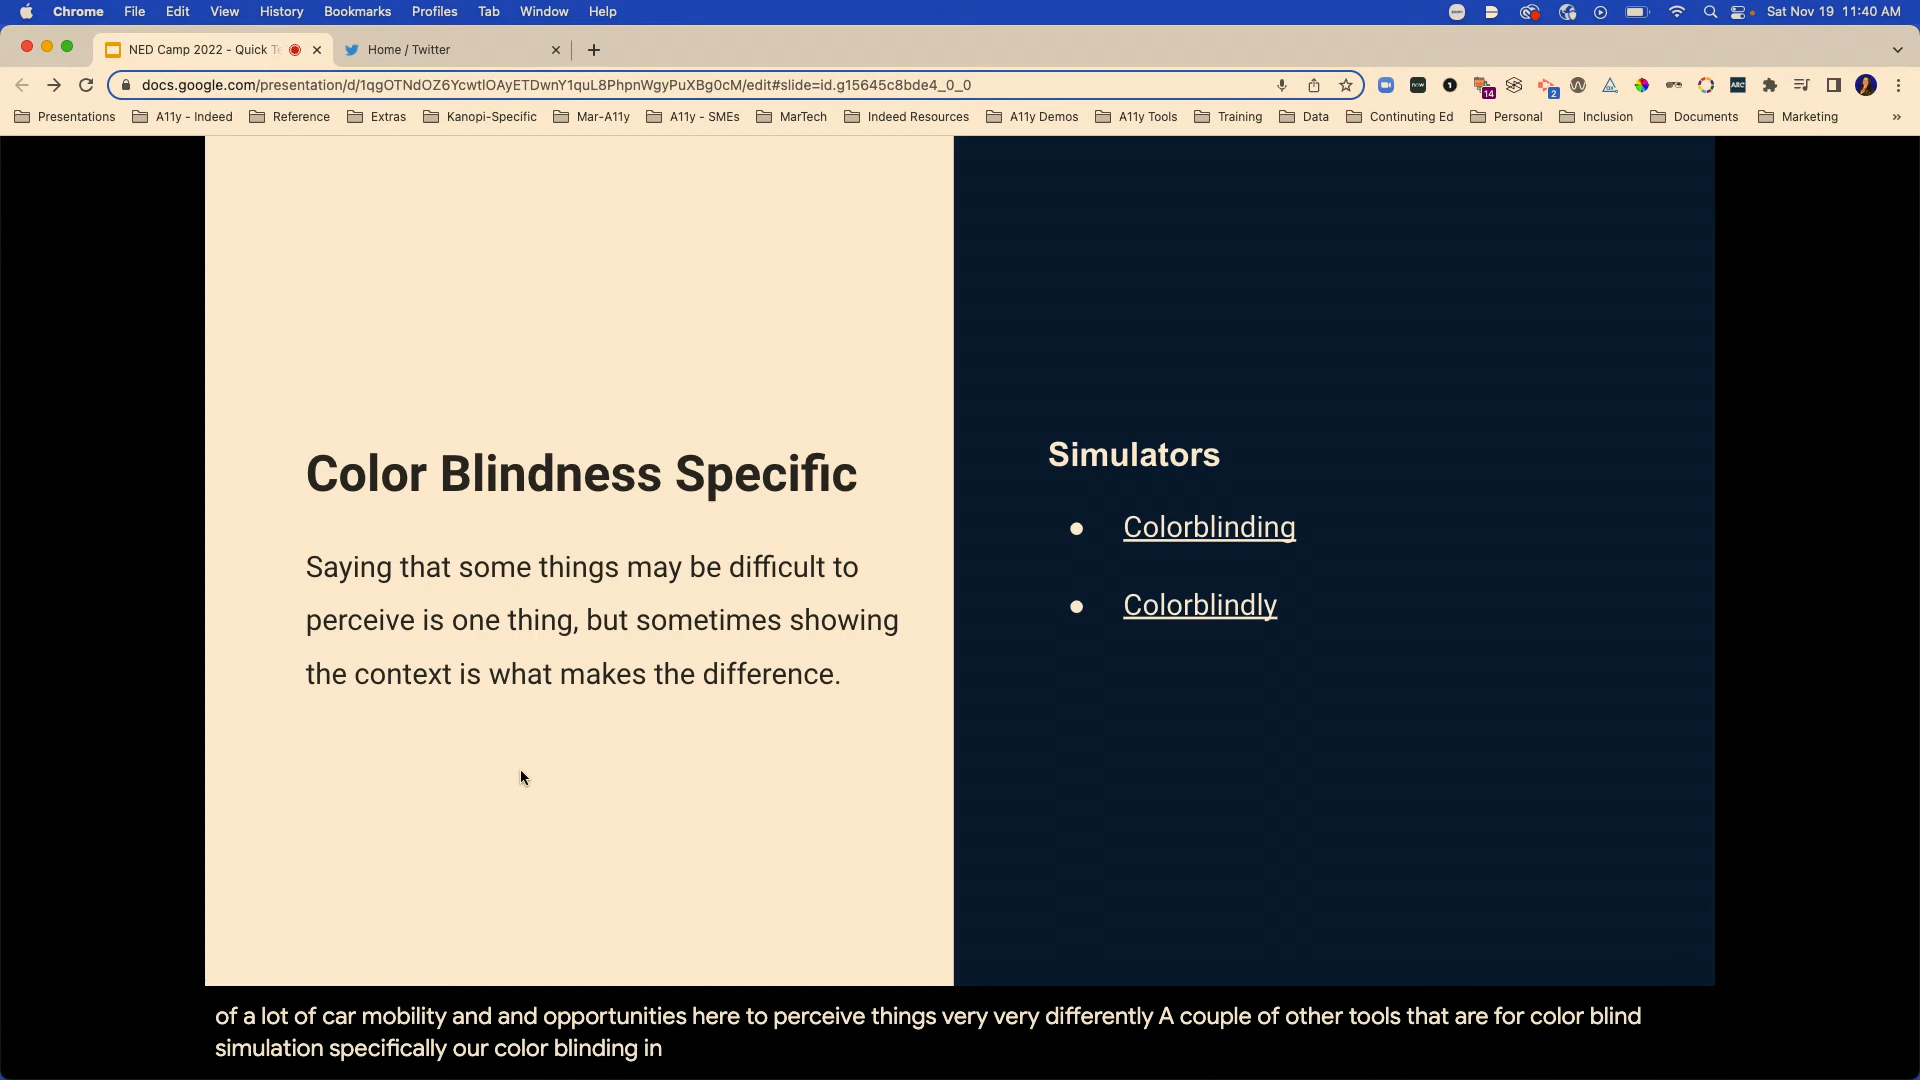 Chrome File Edit View History Bookmarks Profiles Tab Window Help Sat Nov 19 11:40 AM
NED Camp 2022 - Quick Home / Twitter
docs.google.com/presentation/d/1qgOTNdOZ6YcwtlOAyETDwnY1quL8PhpnWgyPuXBg0cM/edit#slide=id.g15645c8bde4_0_0 14 2 ARC
Presentations A11y - Indeed Reference Extras Kanopi-Specific Mar-A11y A11y - SMEs MarTech Indeed Resources A11y Demos A11y Tools Training Data Continuting Ed Personal Inclusion Documents Marketing »
Color Blindness Specific
Saying that some things may be difficult to
perceive is one thing, but sometimes showing
the context is what makes the difference.
Simulators
● Colorblinding
● Colorblindly
of a lot of car mobility and and opportunities here to perceive things very very differently A couple of other tools that are for color blind
simulation specifically our color blinding in